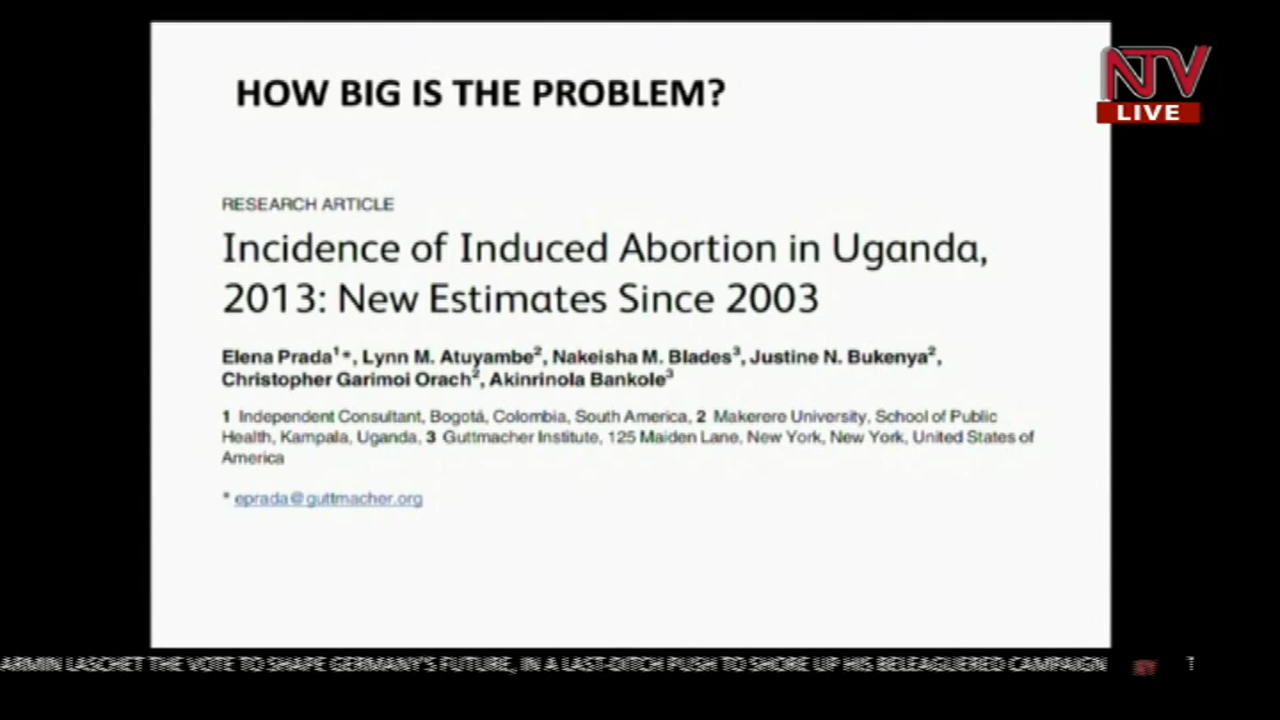 HOW BIG IS THE PROBLEM?
NTV
LIVE
RESEARCH ARTICLE
Incidence of Induced Abortion in Uganda,
2013: New Estimates Since 2003
Elena Prada¹*, Lynn M. Atuyambe², Nakeisha M. Blades³, Justine N. Bukenya²,
Christopher Garimoi Orach², Akinrinola Bankole³
1 Independent Consultant, Bogotá, Colombia, South America, 2 Makerere University, School of Public
Health, Kampala, Uganda, 3 Guttmacher Institute, 125 Maiden Lane, New York, New York, United States of
America
* eprada@guttmacher.org
ARMIN LASCHET THE VOTE TO SHAPE GERMANY'S FUTURE, IN A LAST-DITCH PUSH TO SHORE UP HIS BELEAGUERED CAMPAIGN NTV